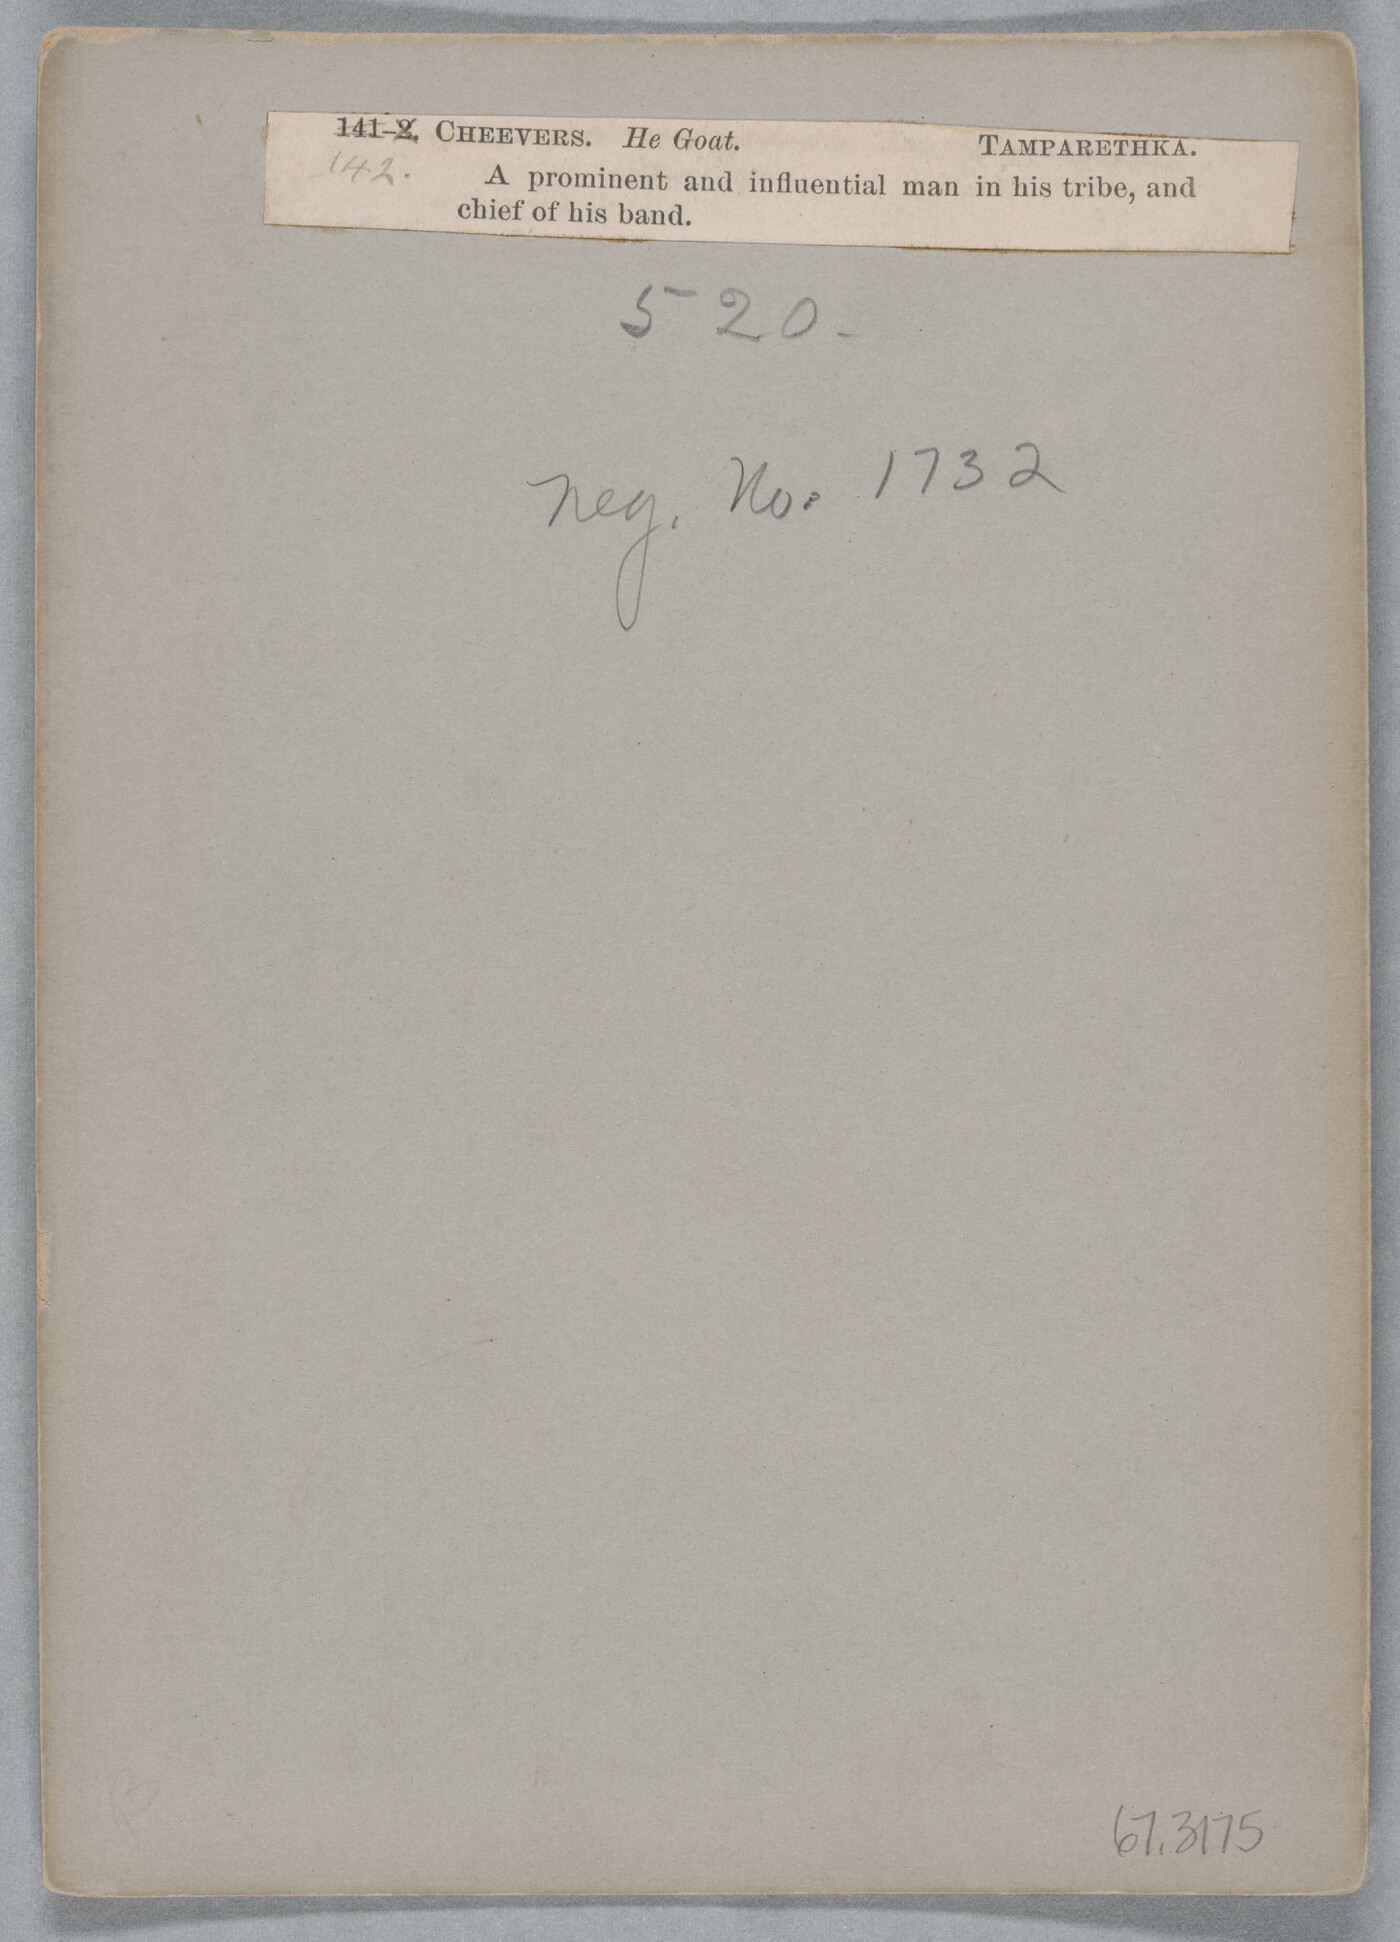 141-2. CHEEVERS. He Goat. TAMPARETHKA.
142. A prominent and influential man in his tribe, and
chief of his band.
520.
Neg. No. 1732
67.3175